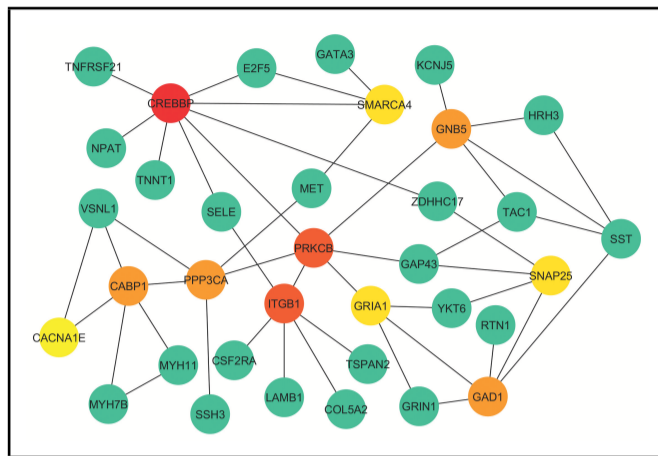 GATA3
TNFRSF21
E2F5
KCNJ5
CREBBP
SMARCA4
HRH3
GNB5
NPAT
TNNT1
MET
ZDHHC17
VSNL1
SELE
TAC1
SST
PRKCB
GAP43
SNAP25
CABP1
PPP3CA
ITGB1
GRIA1
YKT6
RTN1
CACNA1E
CSF2RA
TSPAN2
MYH11
MYH7B
SSH3
LAMB1
COL5A2
GRIN1
GAD1